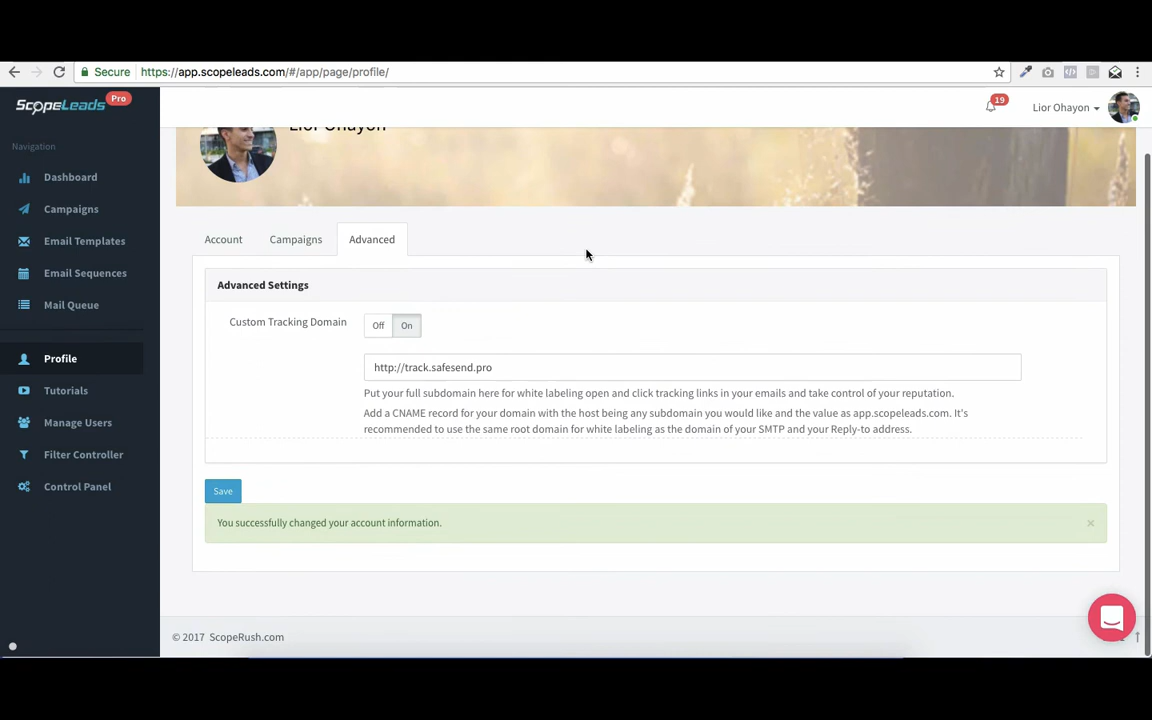 Secure https://app.scopeleads.com/#/app/page/profile/
ScopeLeads Pro
19
Lior Ohayon
Lior Ohayon
Navigation
Dashboard
Campaigns
Email Templates
Email Sequences
Mail Queue
Profile
Tutorials
Manage Users
Filter Controller
Control Panel
Account Campaigns Advanced
Advanced Settings
Custom Tracking Domain Off On
http://track.safesend.pro
Put your full subdomain here for white labeling open and click tracking links in your emails and take control of your reputation.
Add a CNAME record for your domain with the host being any subdomain you would like and the value as app.scopeleads.com. It's
recommended to use the same root domain for white labeling as the domain of your SMTP and your Reply-to address.
Save
You successfully changed your account information. ×
© 2017 ScopeRush.com